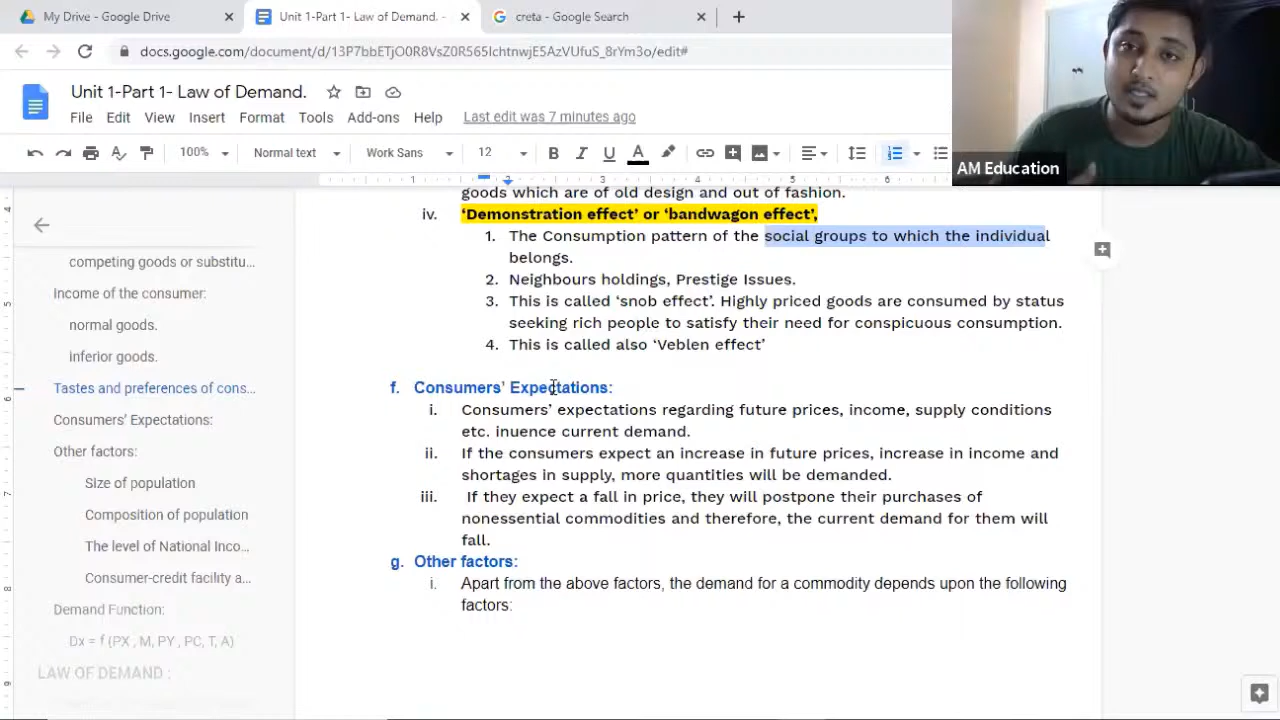 My Drive - Google Drive
Unit 1-Part 1- Law of Demand. -
creta - Google Search
docs.google.com/document/d/13P7bbETjO0R8VsZ0R565lchtnwjE5AzVUfuS_8rYm3o/edit#
Unit 1-Part 1- Law of Demand.
File Edit View Insert Format Tools Add-ons Help Last edit was 7 minutes ago
100% Normal text Work Sans 12 B I U A
AM Education
1 2 3 4 5 6
competing goods or substitu...
Income of the consumer:
normal goods.
inferior goods.
Tastes and preferences of cons...
Consumers' Expectations:
Other factors:
Size of population
Composition of population
The level of National Inco...
Consumer-credit facility a...
Demand Function:
Dx = f (PX , M, PY , PC, T, A)
LAW OF DEMAND :
goods which are of old design and out of fashion.
iv. ‘Demonstration effect’ or ‘bandwagon effect’,
1. The Consumption pattern of the social groups to which the individual
belongs.
2. Neighbours holdings, Prestige Issues.
3. This is called ‘snob effect’. Highly priced goods are consumed by status
seeking rich people to satisfy their need for conspicuous consumption.
4. This is called also ‘Veblen effect’
f. Consumers’ Expectations:
i. Consumers’ expectations regarding future prices, income, supply conditions
etc. inuence current demand.
ii. If the consumers expect an increase in future prices, increase in income and
shortages in supply, more quantities will be demanded.
iii. If they expect a fall in price, they will postpone their purchases of
nonessential commodities and therefore, the current demand for them will
fall.
g. Other factors:
i. Apart from the above factors, the demand for a commodity depends upon the following
factors: